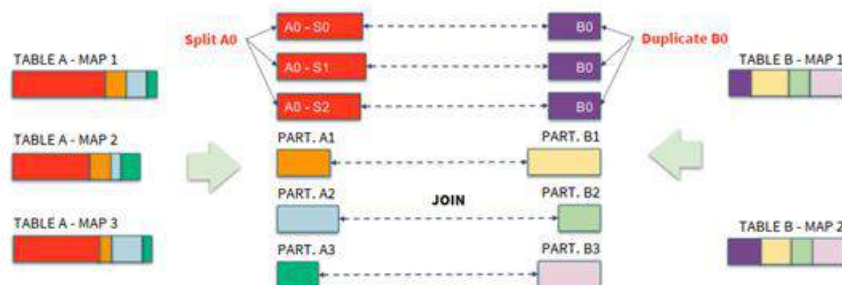 TABLE A - MAP 1
TABLE A - MAP 2
TABLE A - MAP 3
Split A0
A0 - S0
B0
A0 - S1
B0
A0 - S2
B0
Duplicate B0
PART. A1
PART. B1
PART. A2
PART. B2
JOIN
PART. A3
PART. B3
TABLE B - MAP 1
TABLE B - MAP 2